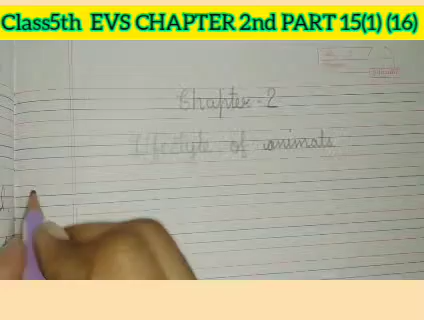 Class5th EVS CHAPTER 2nd PART 15(1) (16)
Chapter - 2
Lifestyle of animals